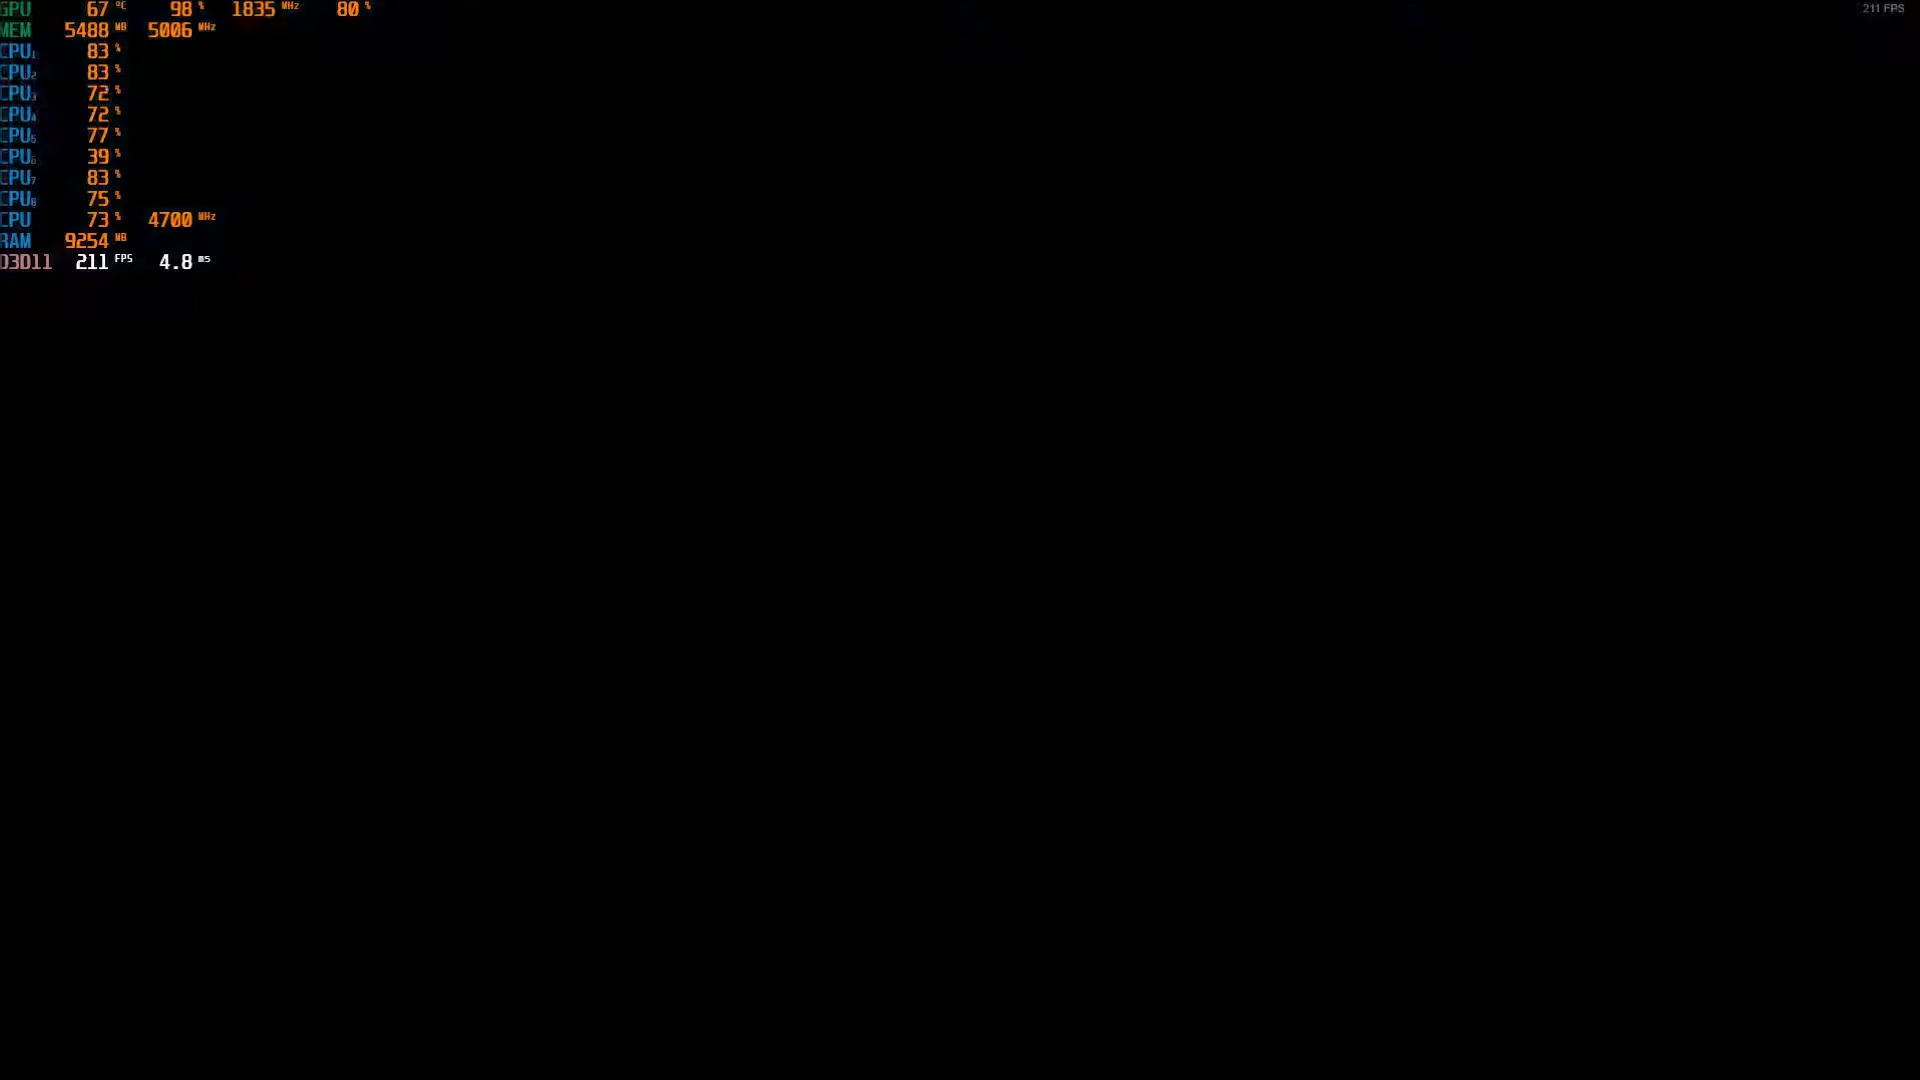 GPU 67 °C 98 % 1835 MHz 80 % 211 FPS
MEM 5488 MB 5006 MHz
CPU1 83 %
CPU2 83 %
CPU3 72 %
CPU4 72 %
CPU5 77 %
CPU6 39 %
CPU7 83 %
CPU8 75 %
CPU 73 % 4700 MHz
RAM 9254 MB
D3D11 211 FPS 4.8 ms